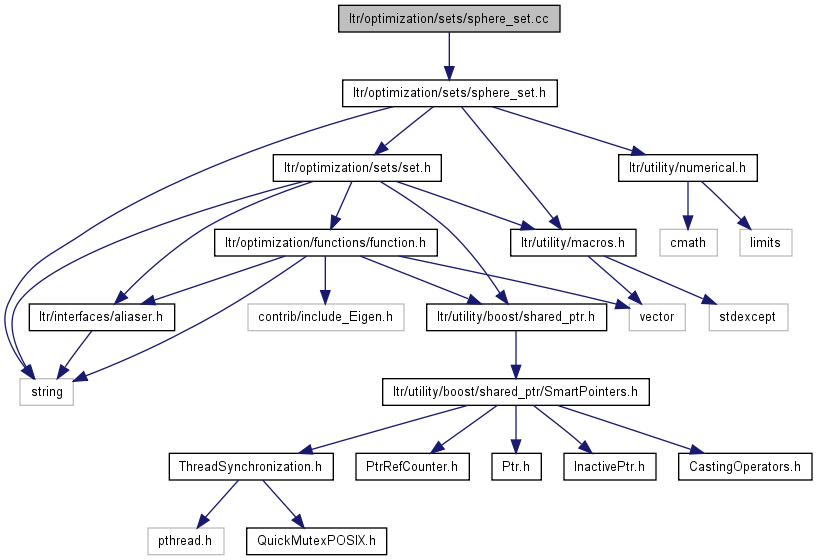 ltr/optimization/sets/sphere_set.cc
ltr/optimization/sets/sphere_set.h
ltr/optimization/sets/set.h
ltr/utility/numerical.h
ltr/optimization/functions/function.h
ltr/utility/macros.h
cmath
limits
ltr/interfaces/aliaser.h
contrib/include_Eigen.h
ltr/utility/boost/shared_ptr.h
vector
stdexcept
string
ltr/utility/boost/shared_ptr/SmartPointers.h
ThreadSynchronization.h
PtrRefCounter.h
Ptr.h
InactivePtr.h
CastingOperators.h
pthread.h
QuickMutexPOSIX.h